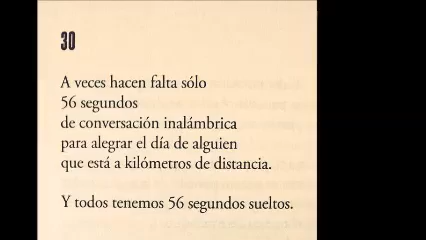 30
A veces hacen falta sólo
56 segundos
de conversación inalámbrica
para alegrar el día de alguien
que está a kilómetros de distancia.
Y todos tenemos 56 segundos sueltos.